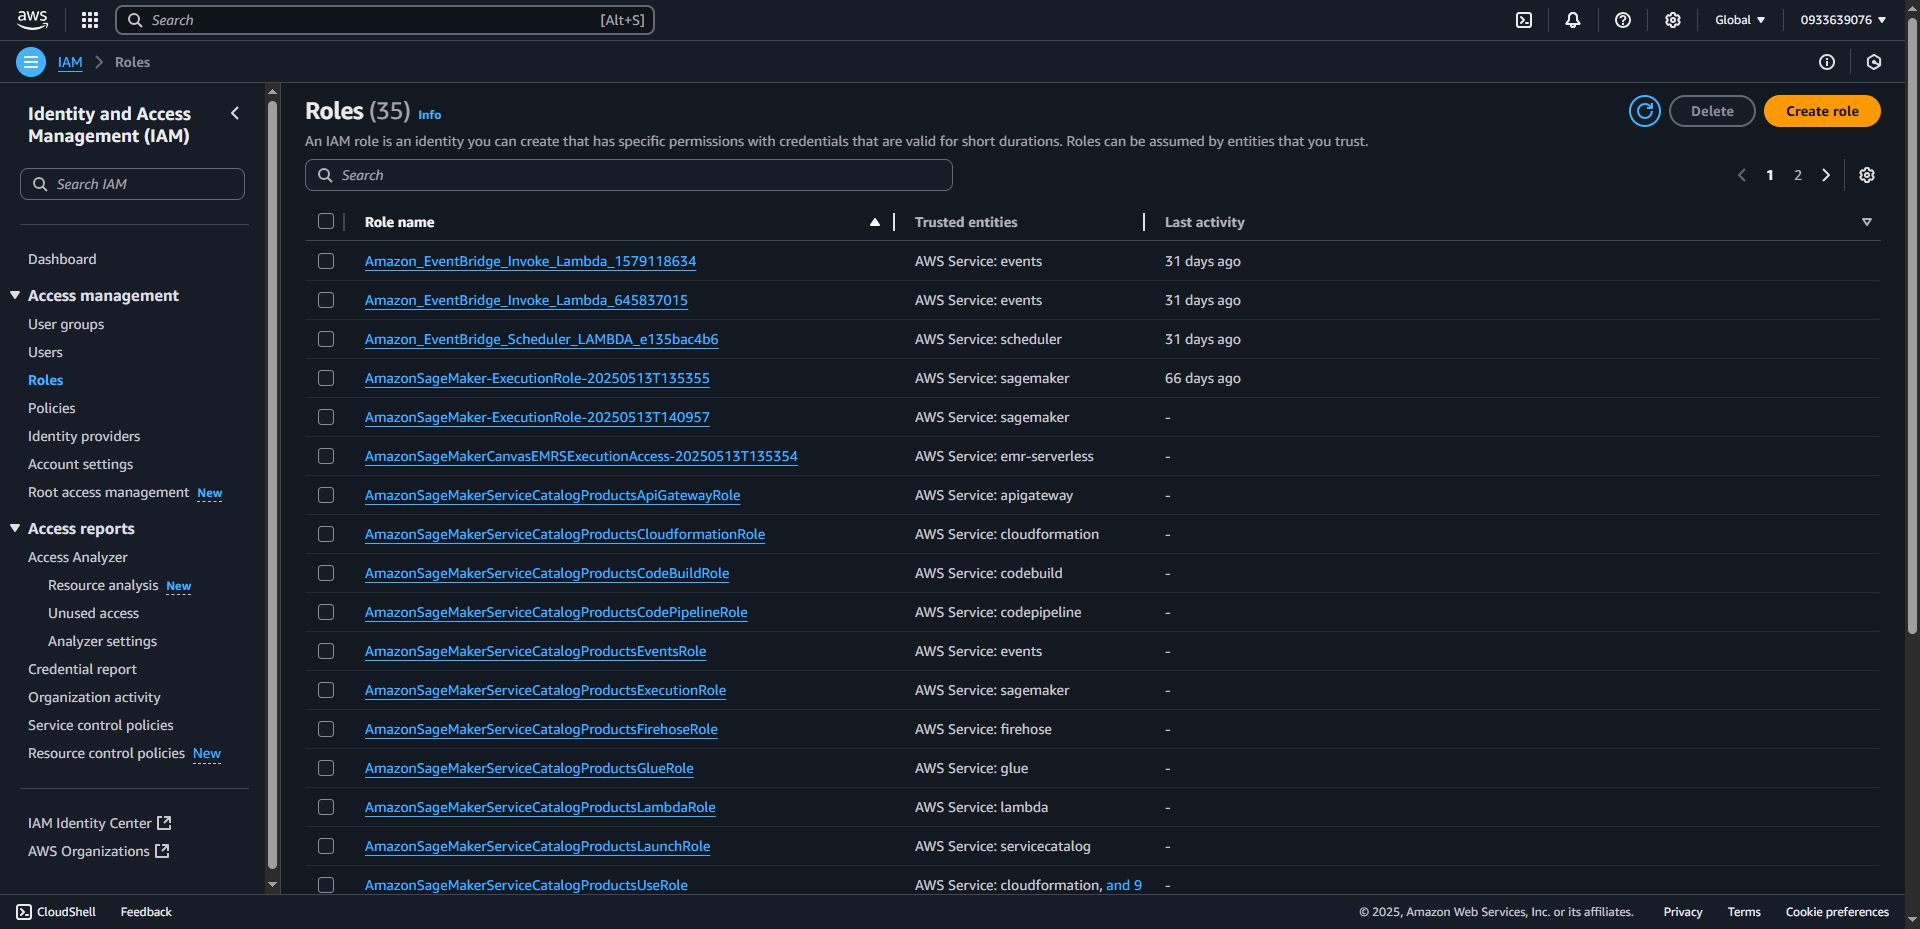 aws
Search [Alt+S]
Global
0933639076
IAM
Roles
Identity and Access
Management (IAM)
Search IAM
Dashboard
Access management
User groups
Users
Roles
Policies
Identity providers
Account settings
Root access management New
Access reports
Access Analyzer
Resource analysis New
Unused access
Analyzer settings
Credential report
Organization activity
Service control policies
Resource control policies New
IAM Identity Center
AWS Organizations
Roles (35) Info
Delete
Create role
An IAM role is an identity you can create that has specific permissions with credentials that are valid for short durations. Roles can be assumed by entities that you trust.
Search
1 2
Role name Trusted entities Last activity
Amazon_EventBridge_Invoke_Lambda_1579118634 AWS Service: events 31 days ago
Amazon_EventBridge_Invoke_Lambda_645837015 AWS Service: events 31 days ago
Amazon_EventBridge_Scheduler_LAMBDA_e135bac4b6 AWS Service: scheduler 31 days ago
AmazonSageMaker-ExecutionRole-20250513T135355 AWS Service: sagemaker 66 days ago
AmazonSageMaker-ExecutionRole-20250513T140957 AWS Service: sagemaker -
AmazonSageMakerCanvasEMRSExecutionAccess-20250513T135354 AWS Service: emr-serverless -
AmazonSageMakerServiceCatalogProductsApiGatewayRole AWS Service: apigateway -
AmazonSageMakerServiceCatalogProductsCloudformationRole AWS Service: cloudformation -
AmazonSageMakerServiceCatalogProductsCodeBuildRole AWS Service: codebuild -
AmazonSageMakerServiceCatalogProductsCodePipelineRole AWS Service: codepipeline -
AmazonSageMakerServiceCatalogProductsEventsRole AWS Service: events -
AmazonSageMakerServiceCatalogProductsExecutionRole AWS Service: sagemaker -
AmazonSageMakerServiceCatalogProductsFirehoseRole AWS Service: firehose -
AmazonSageMakerServiceCatalogProductsGlueRole AWS Service: glue -
AmazonSageMakerServiceCatalogProductsLambdaRole AWS Service: lambda -
AmazonSageMakerServiceCatalogProductsLaunchRole AWS Service: servicecatalog -
AmazonSageMakerServiceCatalogProductsUseRole AWS Service: cloudformation, and 9 -
CloudShell Feedback © 2025, Amazon Web Services, Inc. or its affiliates. Privacy Terms Cookie preferences